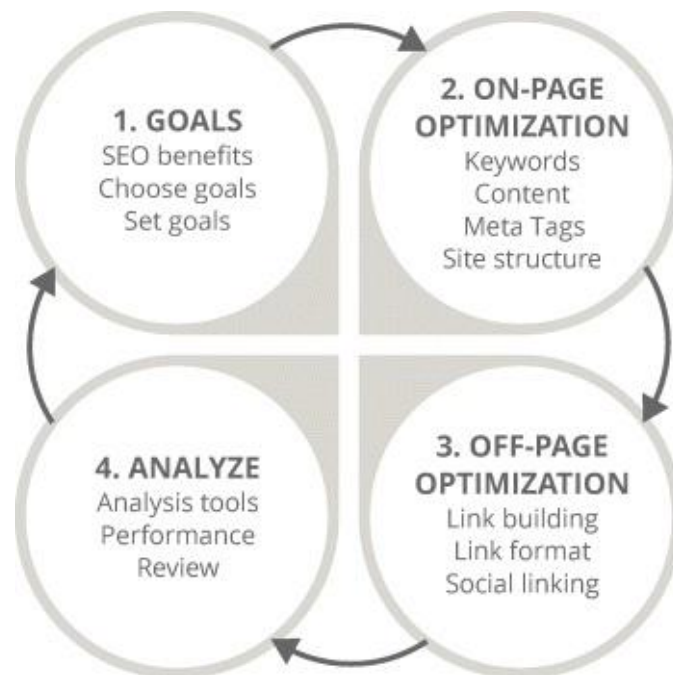 1. GOALS
SEO benefits
Choose goals
Set goals
2. ON-PAGE
OPTIMIZATION
Keywords
Content
Meta Tags
Site structure
3. OFF-PAGE
OPTIMIZATION
Link building
Link format
Social linking
4. ANALYZE
Analysis tools
Performance
Review